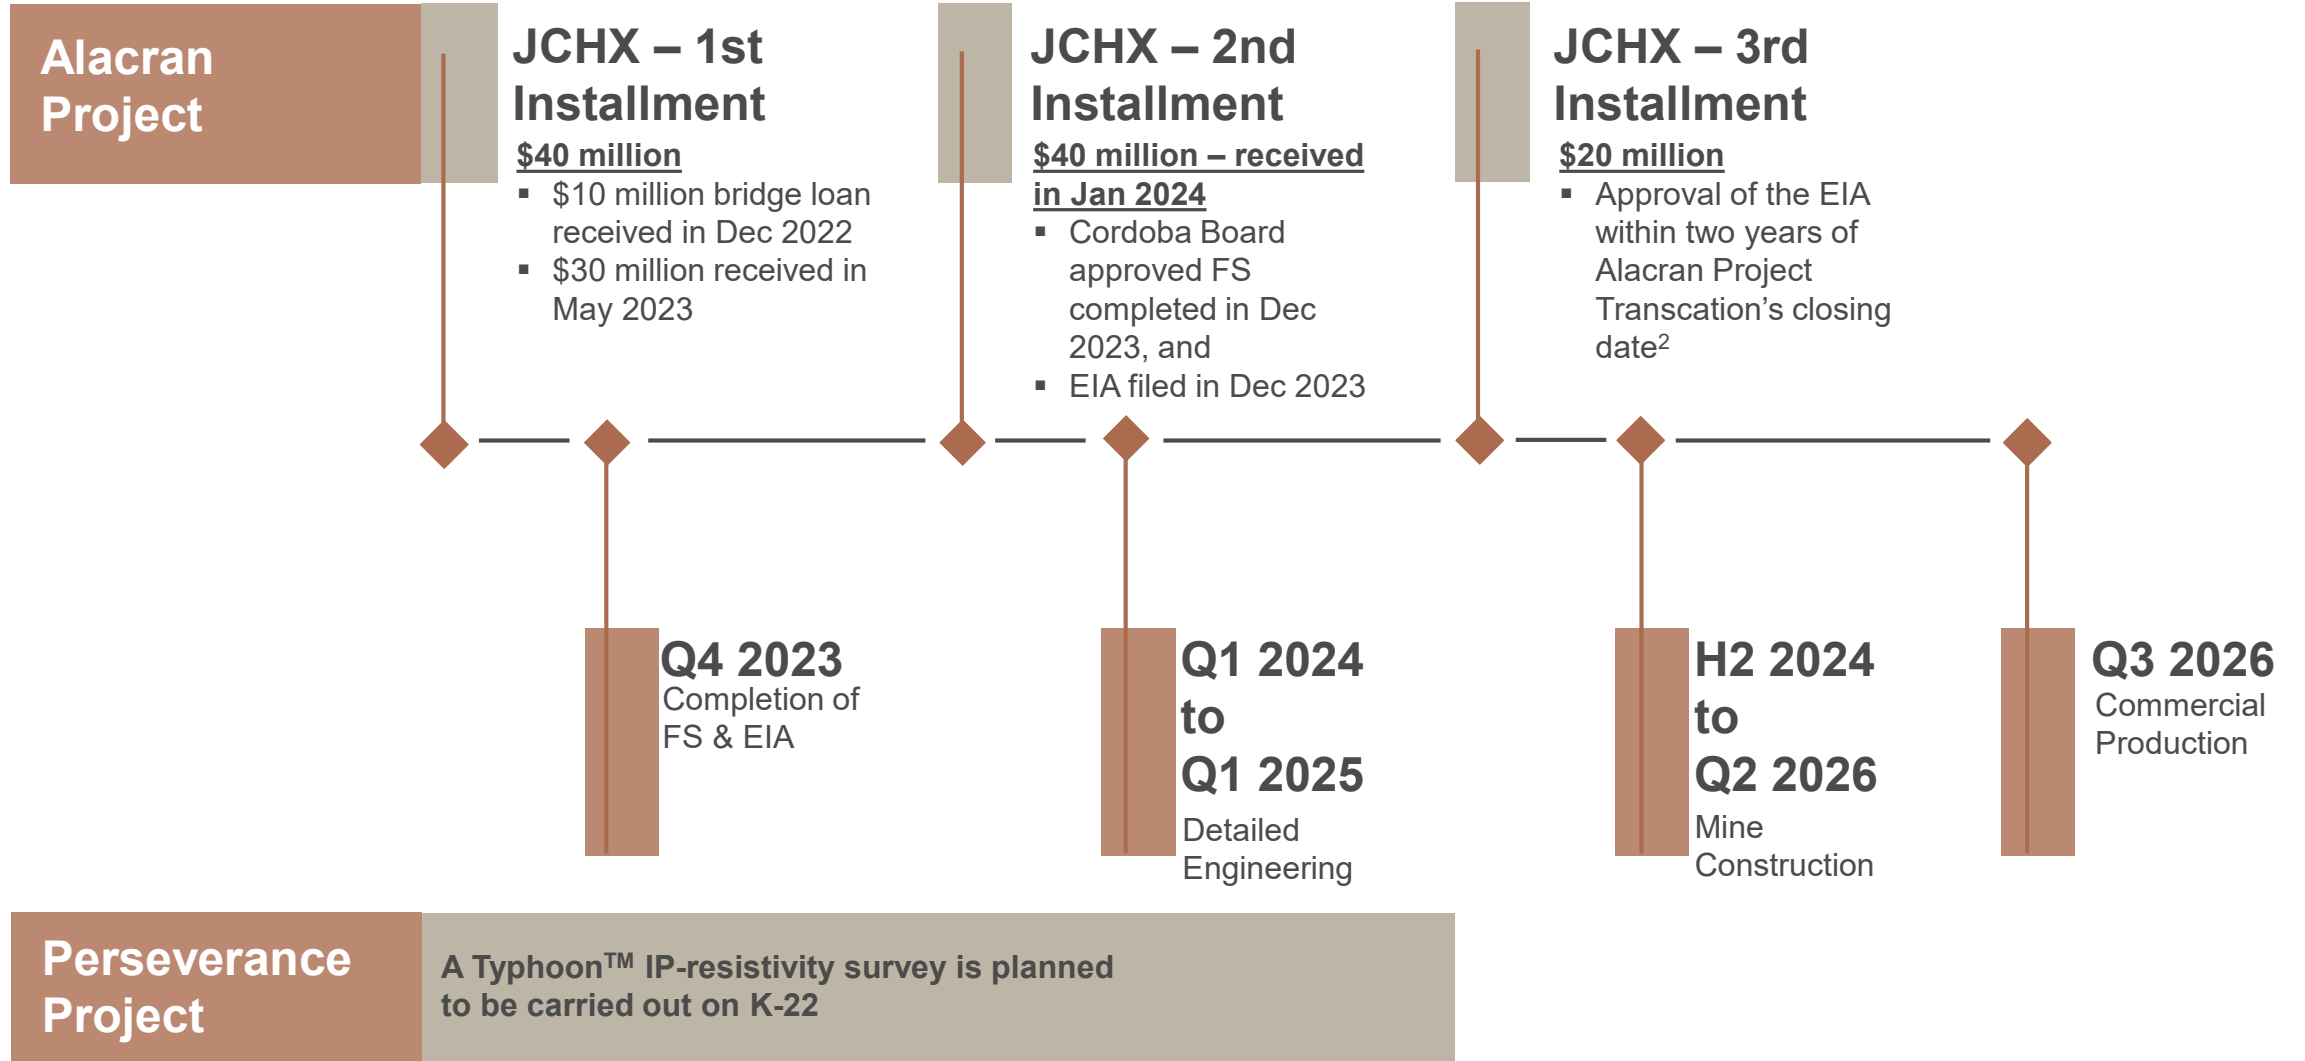 Alacran
Project
JCHX – 1st
Installment
$40 million
▪ $10 million bridge loan
received in Dec 2022
▪ $30 million received in
May 2023
JCHX – 2nd
Installment
$40 million – received
in Jan 2024
▪ Cordoba Board
approved FS
completed in Dec
2023, and
▪ EIA filed in Dec 2023
JCHX – 3rd
Installment
$20 million
▪ Approval of the EIA
within two years of
Alacran Project
Transcation’s closing
date²
Q4 2023
Completion of
FS & EIA
Q1 2024
to
Q1 2025
Detailed
Engineering
H2 2024
to
Q2 2026
Mine
Construction
Q3 2026
Commercial
Production
Perseverance
Project
A Typhoon™ IP-resistivity survey is planned
to be carried out on K-22